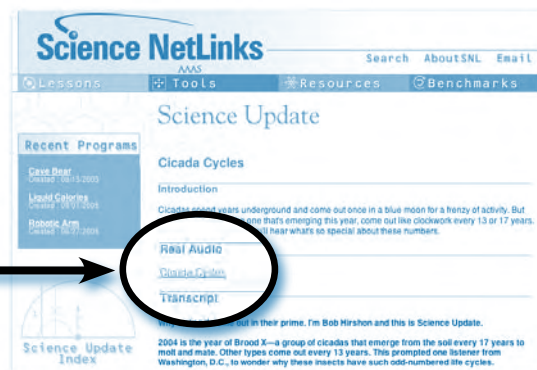 Science NetLinks
AAAS
Search AboutSNL Email
Lessons Tools Resources Benchmarks
Science Update
Recent Programs
Cave Bear
Liquid Calories
Robotic Arm
Science Update
Index
Cicada Cycles
Introduction
Cicadas spend years underground and come out once in a blue moon for a frenzy of activity. But
one that's emerging this year, come out like clockwork every 13 or 17 years.
hear what's so special about these numbers.
Real Audio
Cicada Cycles
Transcript
out in their prime. I'm Bob Hirshon and this is Science Update.
2004 is the year of Brood X—a group of cicadas that emerge from the soil every 17 years to
molt and mate. Other types come out every 13 years. This prompted one listener from
Washington, D.C., to wonder why these insects have such odd-numbered life cycles.